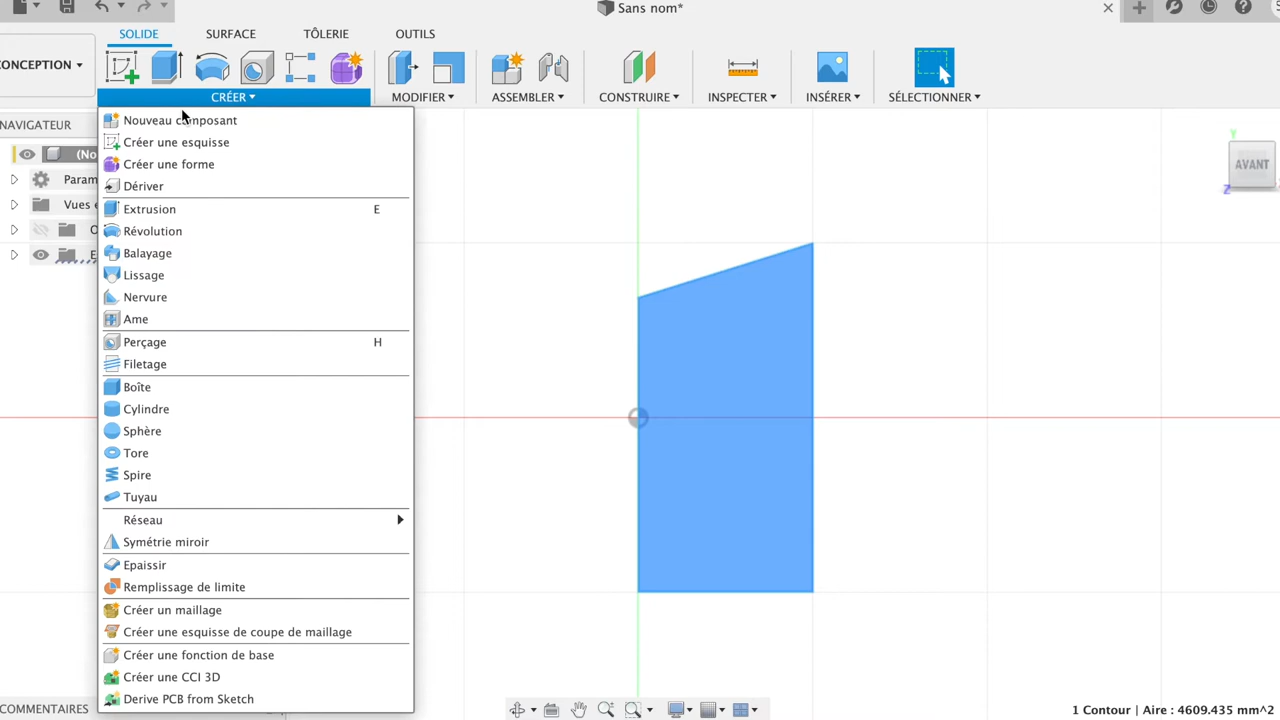 Sans nom*
SOLIDE
SURFACE
TÔLERIE
OUTILS
ONCEPTION
CRÉER
MODIFIER
ASSEMBLER
CONSTRUIRE
INSPECTER
INSÉRER
SÉLECTIONNER
NAVIGATEUR
(No
Param
Vues e
O
E
Nouveau composant
Créer une esquisse
Créer une forme
Dériver
Extrusion E
Révolution
Balayage
Lissage
Nervure
Ame
Perçage H
Filetage
Boîte
Cylindre
Sphère
Tore
Spire
Tuyau
Réseau
Symétrie miroir
Epaissir
Remplissage de limite
Créer un maillage
Créer une esquisse de coupe de maillage
Créer une fonction de base
Créer une CCI 3D
Derive PCB from Sketch
Y
AVANT
Z
COMMENTAIRES
1 Contour | Aire : 4609.435 mm^2